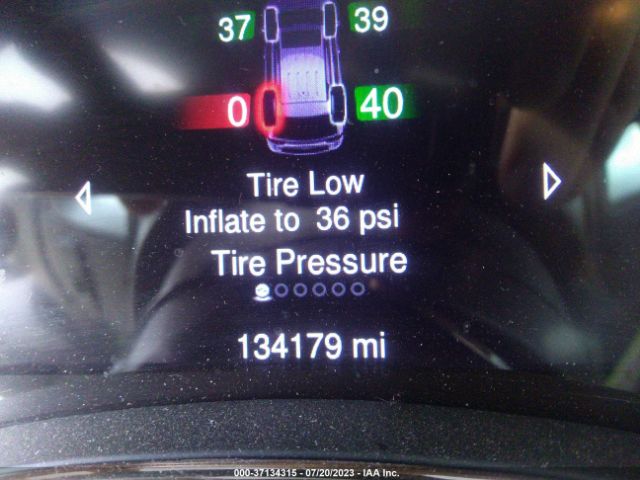 37 39
0 40
Tire Low
Inflate to 36 psi
Tire Pressure
134179 mi
000-37134315 - 07/20/2023 - IAA Inc.